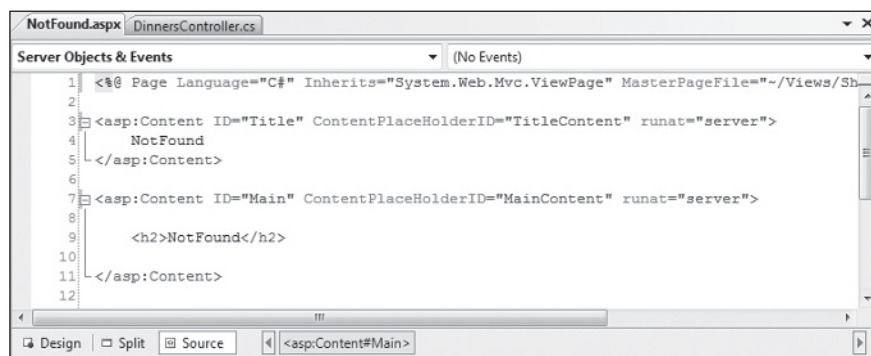 NotFound.aspx DinnersController.cs
Server Objects & Events (No Events)
1 <%@ Page Language="C#" Inherits="System.Web.Mvc.ViewPage" MasterPageFile="~/Views/Sh
2
3 <asp:Content ID="Title" ContentPlaceHolderID="TitleContent" runat="server">
4 NotFound
5 </asp:Content>
6
7 <asp:Content ID="Main" ContentPlaceHolderID="MainContent" runat="server">
8
9 <h2>NotFound</h2>
10
11 </asp:Content>
12
Design Split Source <asp:Content#Main>